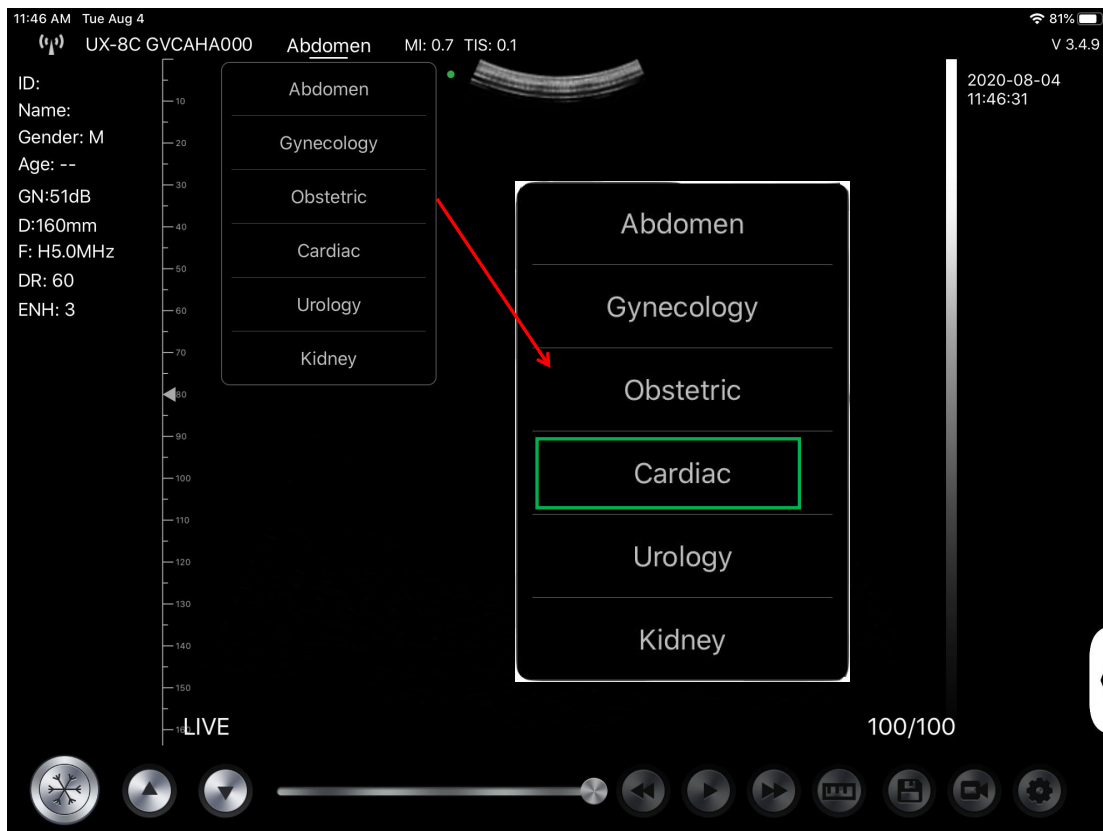 11:46 AM Tue Aug 4
81%
UX-8C GVCAHA000 Abdomen MI: 0.7 TIS: 0.1
V 3.4.9
ID:
Name:
Gender: M
Age: --
GN:51dB
D:160mm
F: H5.0MHz
DR: 60
ENH: 3
10
20
30
40
50
60
70
80
90
100
110
120
130
140
150
160
Abdomen
Gynecology
Obstetric
Cardiac
Urology
Kidney
Abdomen
Gynecology
Obstetric
Cardiac
Urology
Kidney
2020-08-04
11:46:31
LIVE
100/100